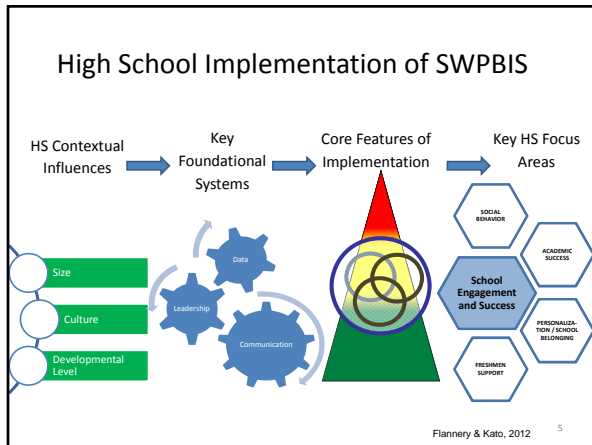 High School Implementation of SWPBIS
HS Contextual
Influences
Key
Foundational
Systems
Core Features of
Implementation
Key HS Focus
Areas
Size
Culture
Developmental
Level
Data
Leadership
Communication
SOCIAL
BEHAVIOR
ACADEMIC
SUCCESS
School
Engagement
and Success
PERSONALIZA-
TION / SCHOOL
BELONGING
FRESHMEN
SUPPORT
Flannery & Kato, 2012
5